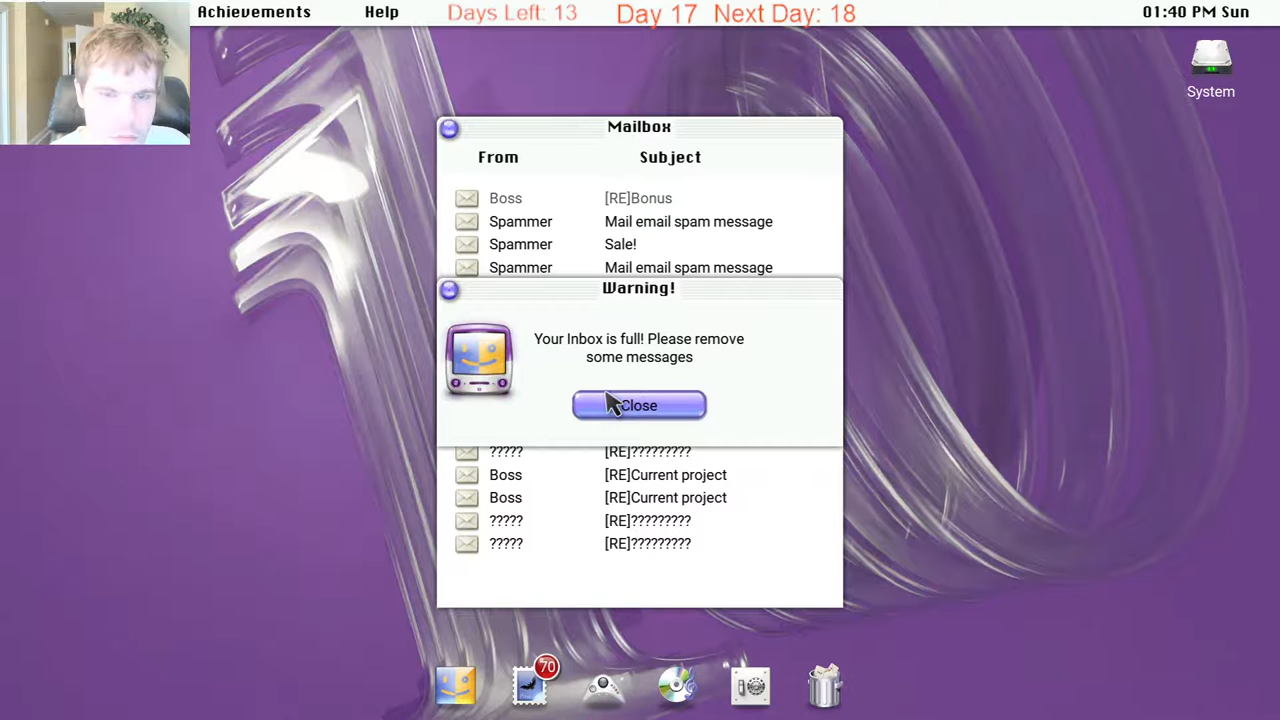 Achievements Help Days Left: 13 Day 17 Next Day: 18 01:40 PM Sun
System
Mailbox
From Subject
Boss [RE]Bonus
Spammer Mail email spam message
Spammer Sale!
Spammer Mail email spam message
Warning!
Your Inbox is full! Please remove
some messages
Close
????? [RE]?????????
Boss [RE]Current project
Boss [RE]Current project
????? [RE]?????????
????? [RE]?????????
70